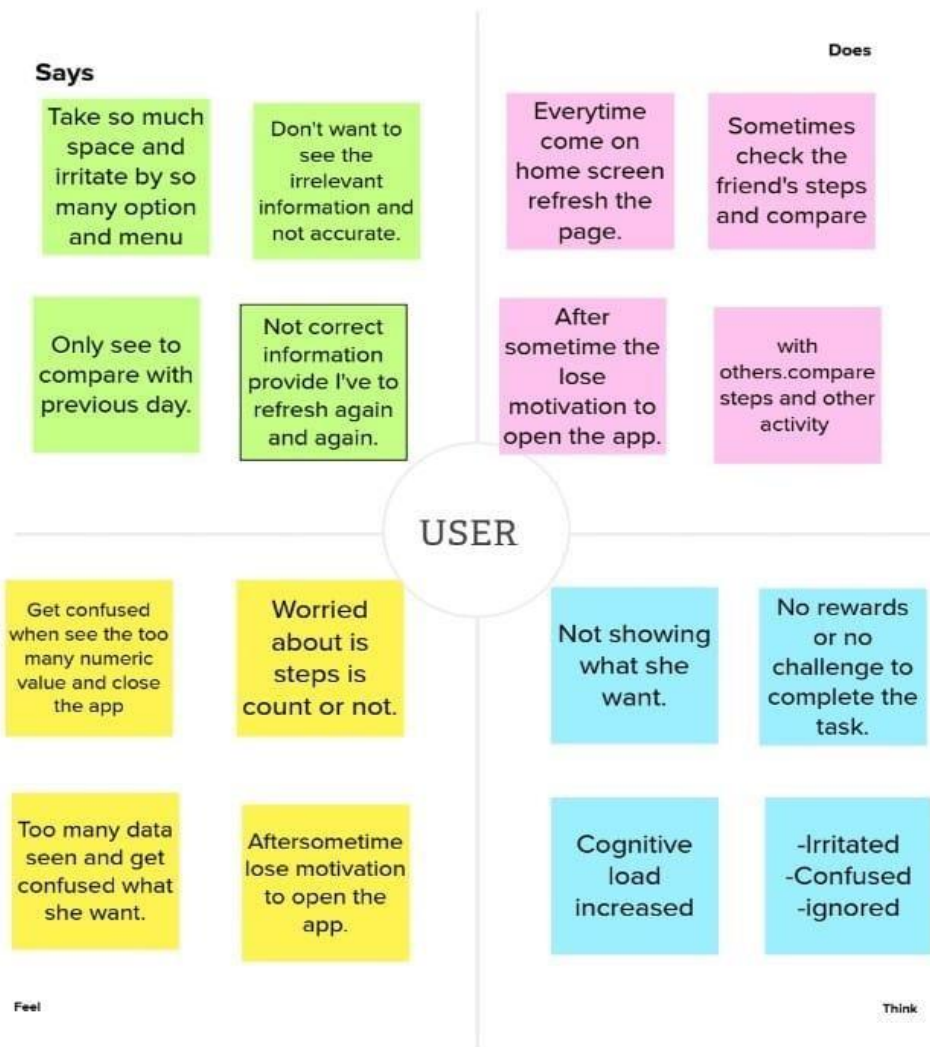 Says
Take so much
space and
irritate by so
many option
and menu
Don't want to
see the
irrelevant
information and
not accurate.
Only see to
compare with
previous day.
Not correct
information
provide I've to
refresh again
and again.
Does
Everytime
come on
home screen
refresh the
page.
Sometimes
check the
friend's steps
and compare
After
sometime the
lose
motivation to
open the app.
with
others.compare
steps and other
activity
USER
Get confused
when see the too
many numeric
value and close
the app
Worried
about is
steps is
count or not.
Too many data
seen and get
confused what
she want.
Aftersometime
lose motivation
to open the
app.
Feel
Not showing
what she
want.
No rewards
or no
challenge to
complete the
task.
Cognitive
load
increased
-Irritated
-Confused
-ignored
Think